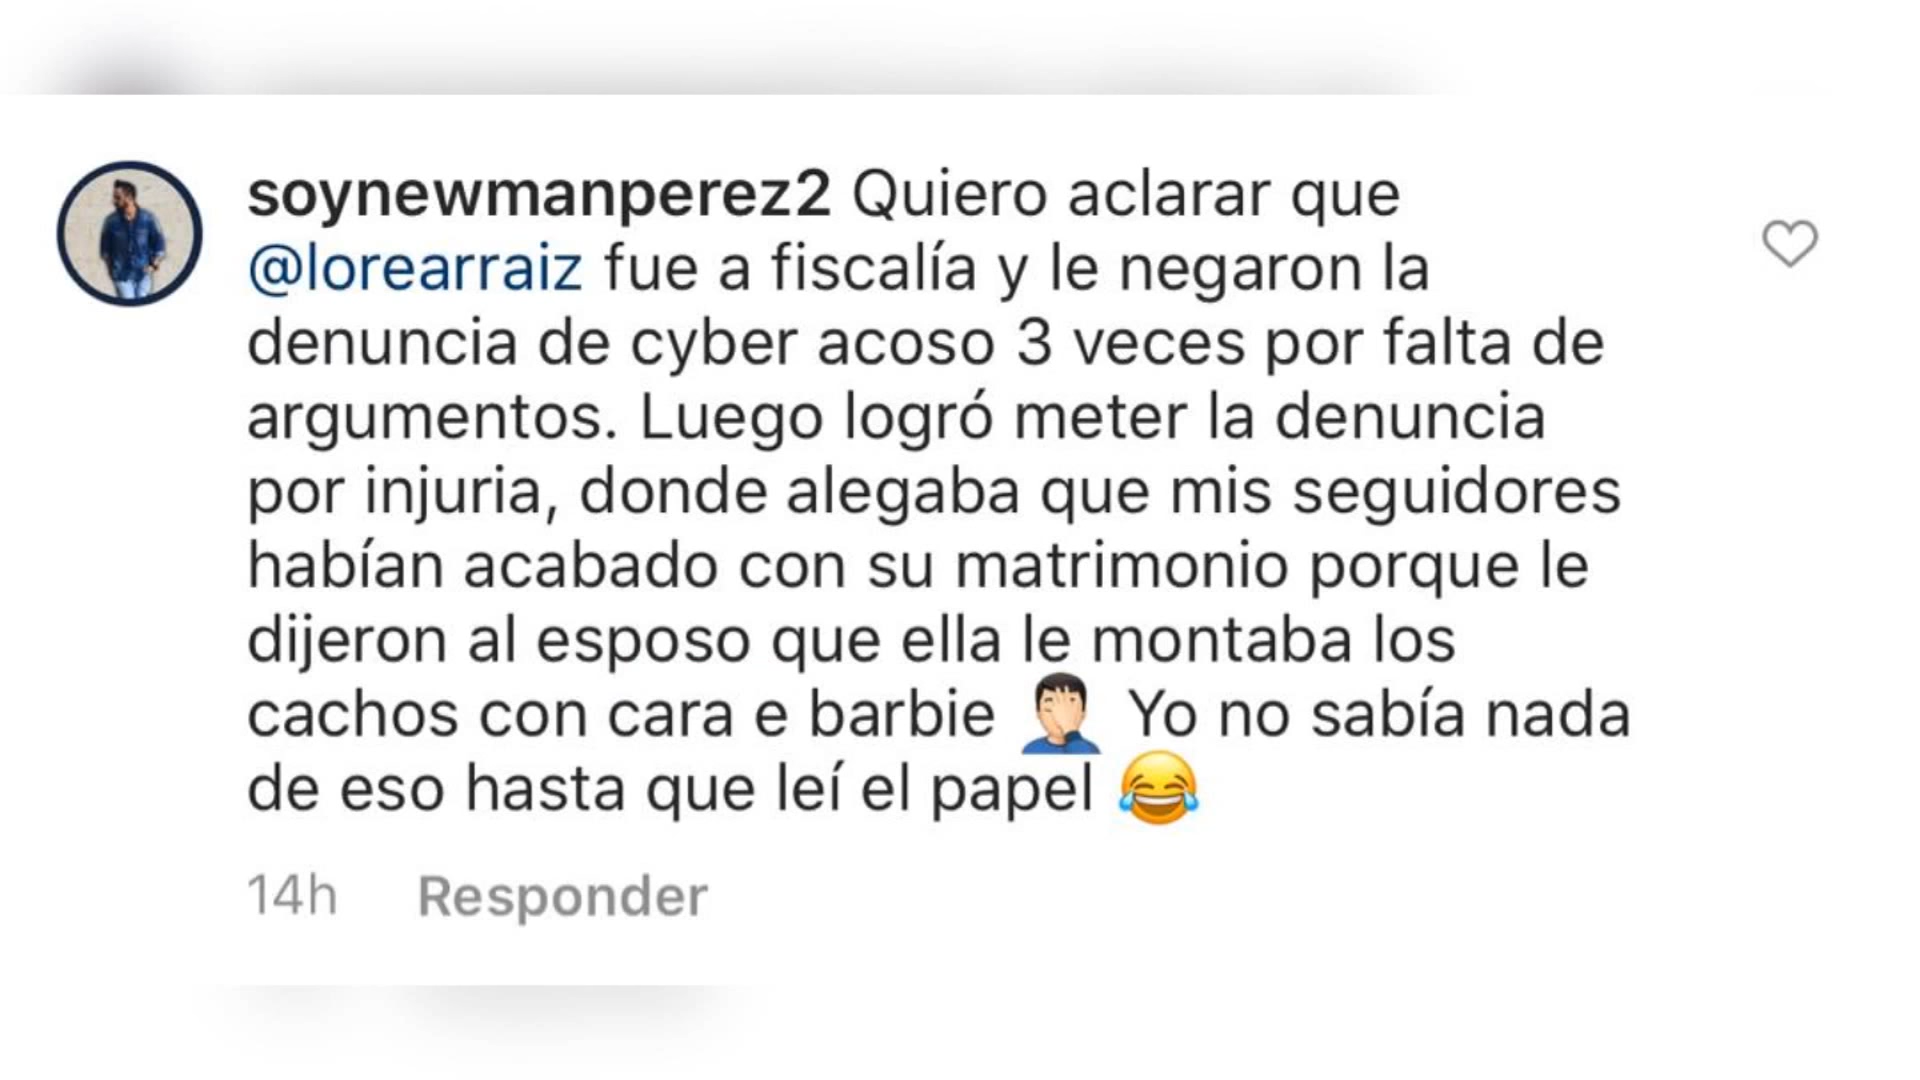 soynewmanperez2 Quiero aclarar que
@lorearraiz fue a fiscalía y le negaron la
denuncia de cyber acoso 3 veces por falta de
argumentos. Luego logró meter la denuncia
por injuria, donde alegaba que mis seguidores
habían acabado con su matrimonio porque le
dijeron al esposo que ella le montaba los
cachos con cara e barbie 🤦🏻‍♂️ Yo no sabía nada
de eso hasta que leí el papel 😂
14h Responder